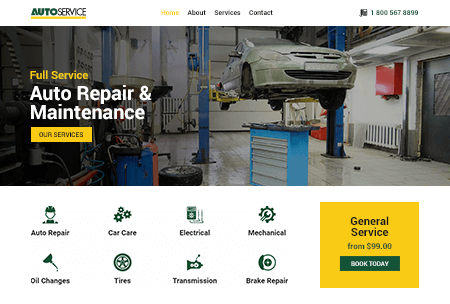 AUTOSERVICE
Home About Services Contact
1 800 567 8899
Full Service
Auto Repair &
Maintenance
OUR SERVICES
Auto Repair
Car Care
Electrical
Mechanical
Oil Changes
Tires
Transmission
Brake Repair
General
Service
from $99.00
BOOK TODAY